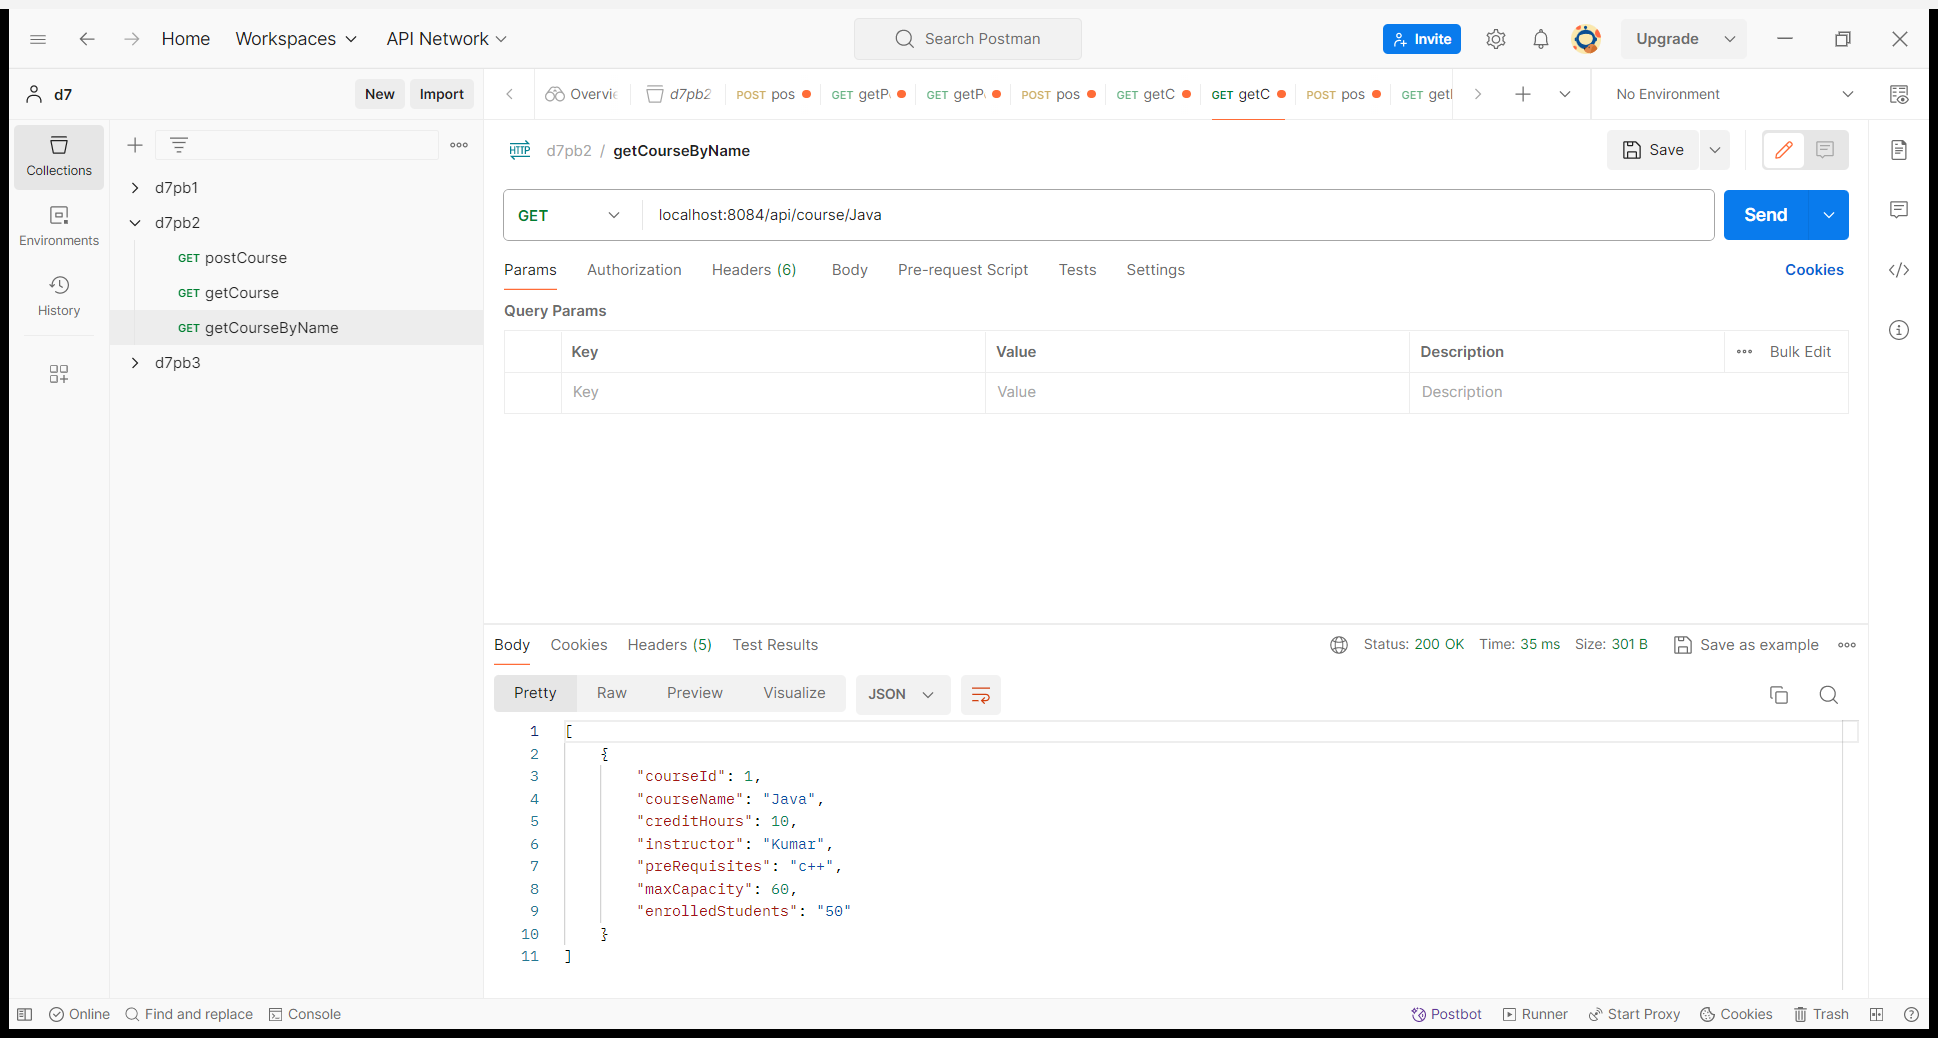 Home
Workspaces
API Network
Search Postman
Invite
Upgrade
d7
New
Import
Overvie
d7pb2
POST pos
GET getP
GET getP
POST pos
GET getC
GET getC
POST pos
GET getI
No Environment
Collections
Environments
History
d7pb1
d7pb2
GET postCourse
GET getCourse
GET getCourseByName
d7pb3
HTTP d7pb2 / getCourseByName
Save
GET localhost:8084/api/course/Java
Send
Params Authorization Headers (6) Body Pre-request Script Tests Settings
Cookies
Query Params
Key Value Description Bulk Edit
Key Value Description
Body Cookies Headers (5) Test Results
Status: 200 OK Time: 35 ms Size: 301 B Save as example
Pretty Raw Preview Visualize JSON
1 [
2 {
3 "courseId": 1,
4 "courseName": "Java",
5 "creditHours": 10,
6 "instructor": "Kumar",
7 "preRequisites": "c++",
8 "maxCapacity": 60,
9 "enrolledStudents": "50"
10 }
11 ]
Online Find and replace Console
Postbot Runner Start Proxy Cookies Trash